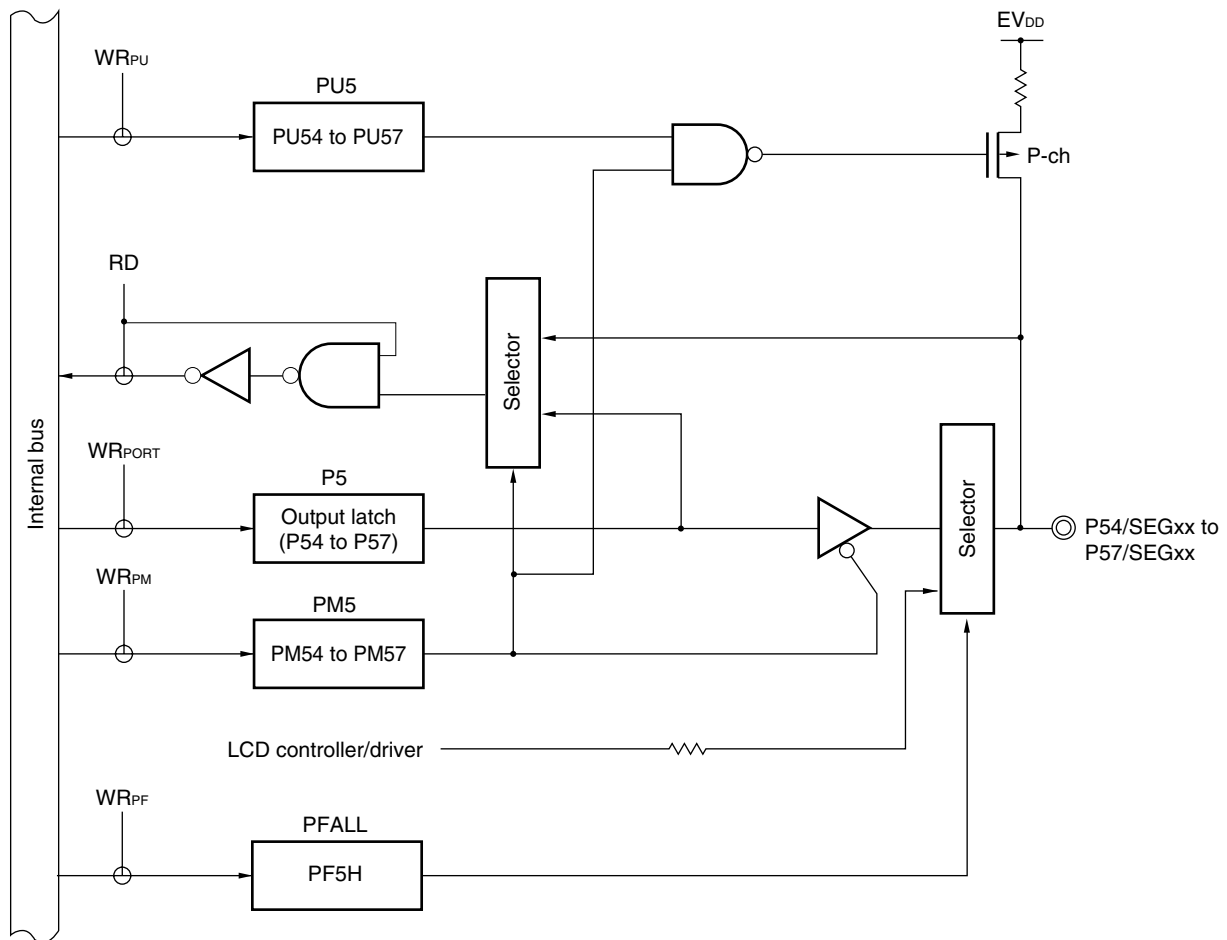 EVDD
WRPU
PU5
PU54 to PU57
P-ch
RD
Selector
Internal bus
WRPORT
P5
Output latch
(P54 to P57)
Selector
P54/SEGxx to
P57/SEGxx
WRPM
PM5
PM54 to PM57
LCD controller/driver
WRPF
PFALL
PF5H